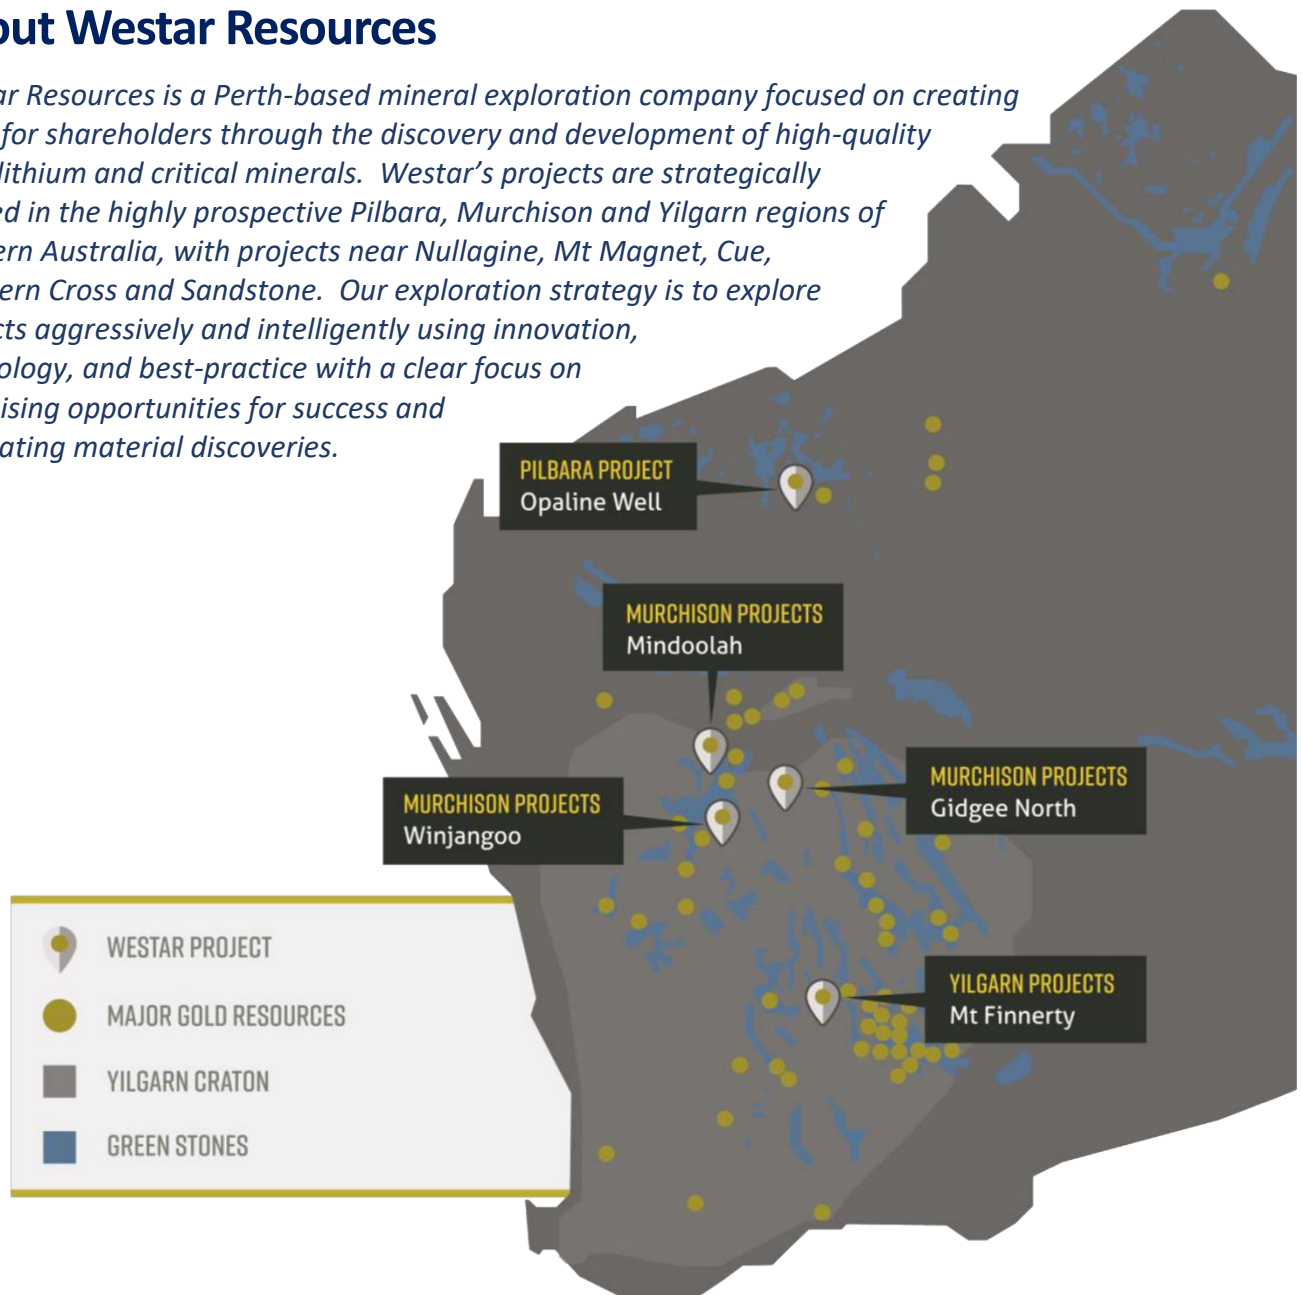 out Westar Resources
ar Resources is a Perth-based mineral exploration company focused on creating
for shareholders through the discovery and development of high-quality
lithium and critical minerals.  Westar’s projects are strategically
ed in the highly prospective Pilbara, Murchison and Yilgarn regions of
ern Australia, with projects near Nullagine, Mt Magnet, Cue,
ern Cross and Sandstone.  Our exploration strategy is to explore
cts aggressively and intelligently using innovation,
ology, and best-practice with a clear focus on
ising opportunities for success and
ating material discoveries.
PILBARA PROJECT
Opaline Well
MURCHISON PROJECTS
Mindoolah
MURCHISON PROJECTS
Gidgee North
MURCHISON PROJECTS
Winjangoo
YILGARN PROJECTS
Mt Finnerty
WESTAR PROJECT
MAJOR GOLD RESOURCES
YILGARN CRATON
GREEN STONES